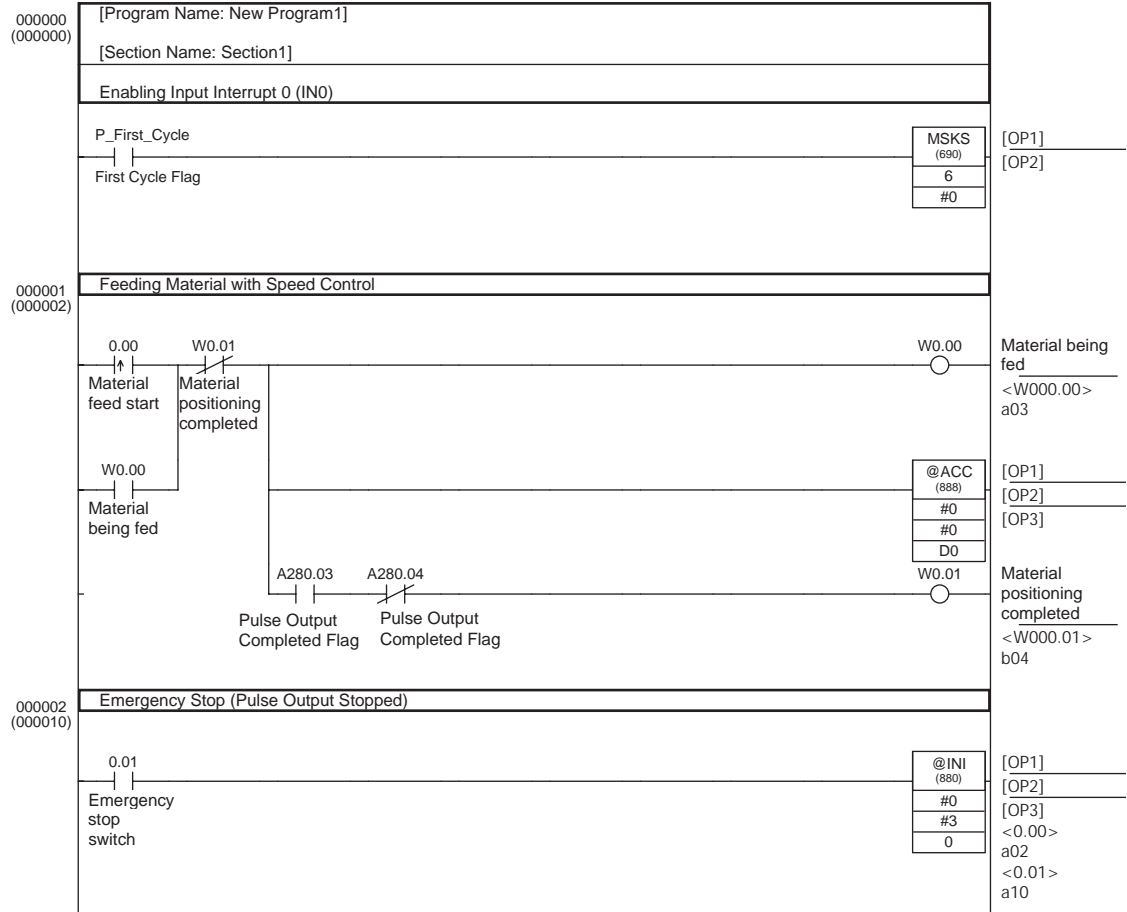 000000
(000000)
[Program Name: New Program1]
[Section Name: Section1]
Enabling Input Interrupt 0 (IN0)
P_First_Cycle
First Cycle Flag
MSKS
(690)
6
#0
[OP1]
[OP2]
000001
(000002)
Feeding Material with Speed Control
0.00
Material
feed start
W0.01
Material
positioning
completed
W0.00
Material being
fed
<W000.00>
a03
W0.00
Material
being fed
@ACC
(888)
#0
#0
D0
[OP1]
[OP2]
[OP3]
A280.03
Pulse Output
Completed Flag
A280.04
Pulse Output
Completed Flag
W0.01
Material
positioning
completed
<W000.01>
b04
000002
(000010)
Emergency Stop (Pulse Output Stopped)
0.01
Emergency
stop
switch
@INI
(880)
#0
#3
0
[OP1]
[OP2]
[OP3]
<0.00>
a02
<0.01>
a10